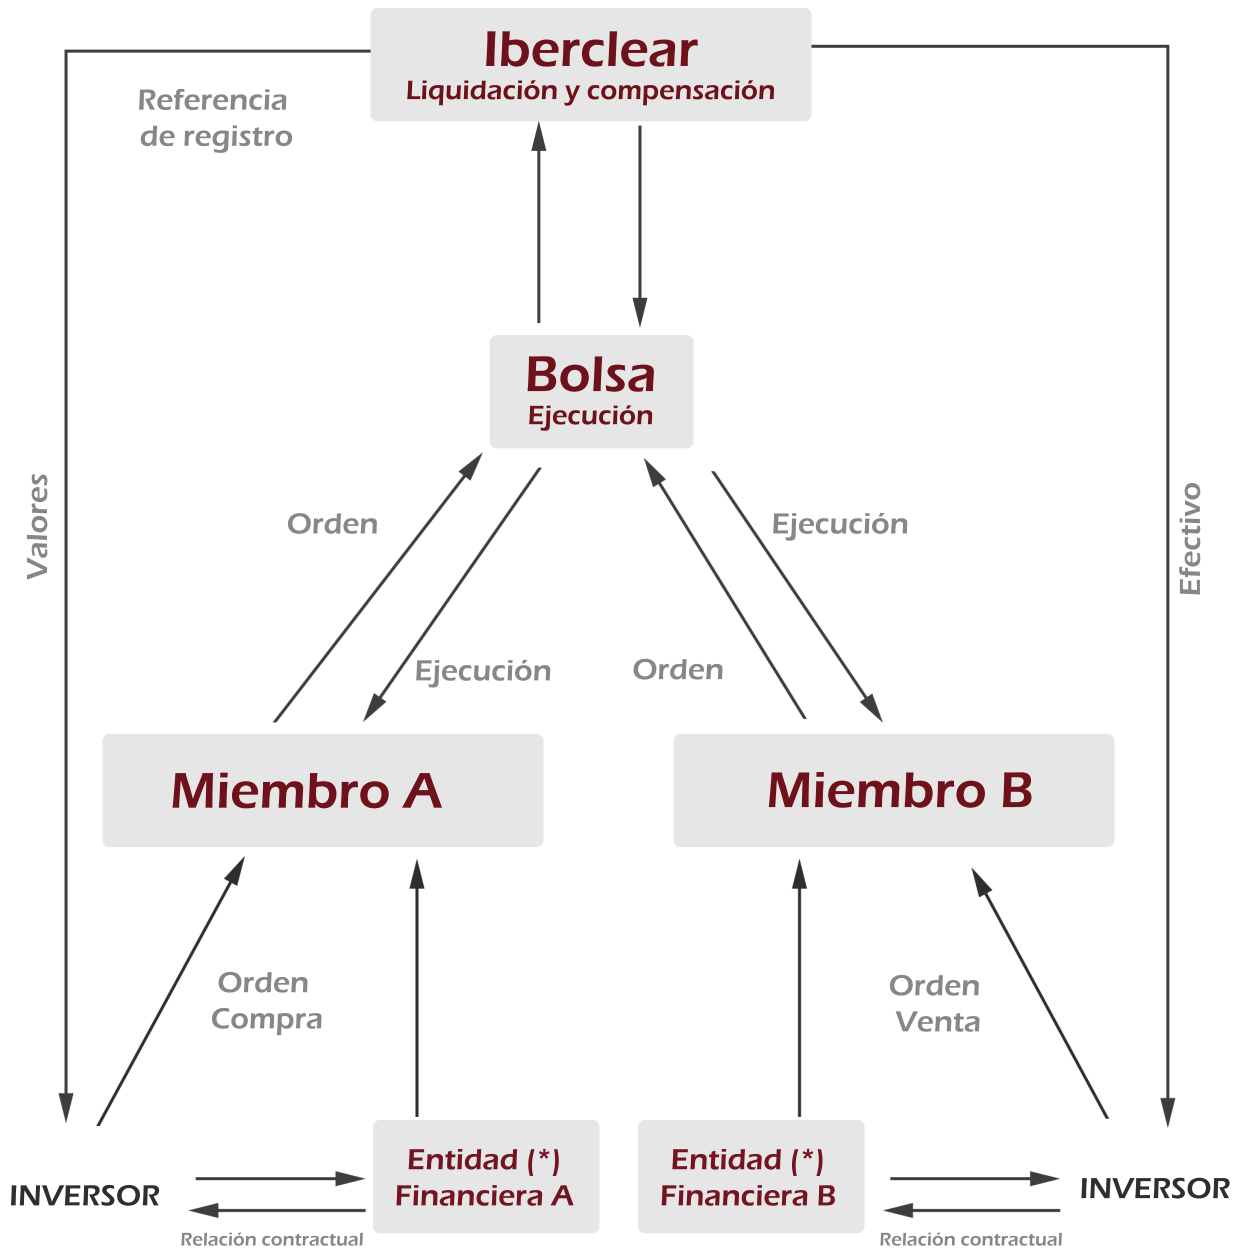 Iberclear
Liquidación y compensación
Referencia
de registro
Bolsa
Ejecución
Valores
Efectivo
Orden
Ejecución
Ejecución
Orden
Miembro A
Miembro B
Orden
Compra
Orden
Venta
Entidad (*)
Financiera A
Entidad (*)
Financiera B
INVERSOR
INVERSOR
Relación contractual
Relación contractual